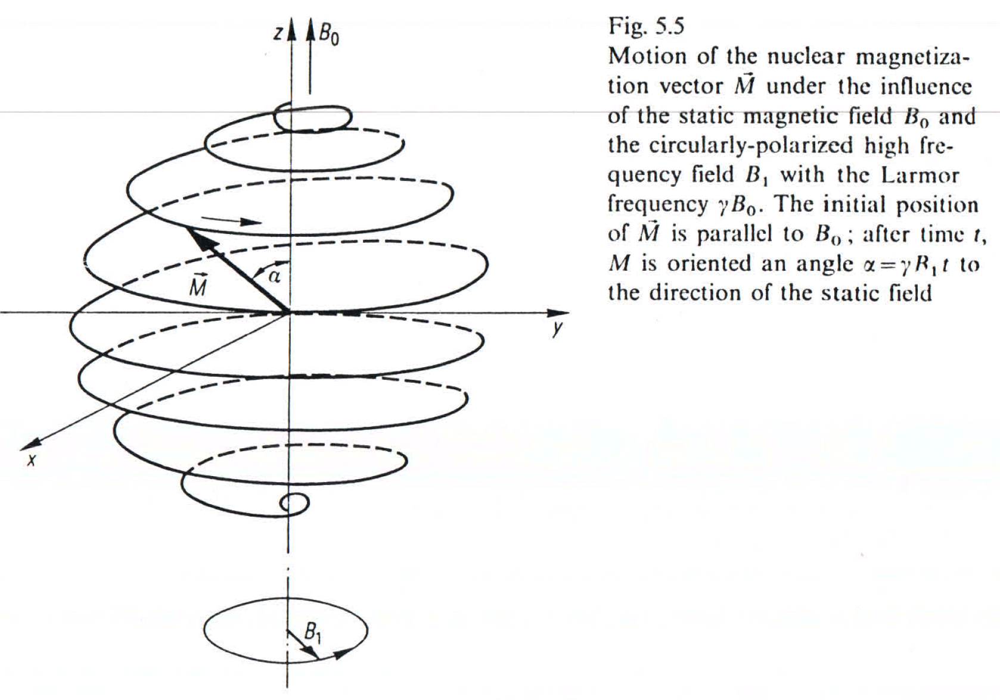 z
B₀
M⃗
α
y
x
B₁
Fig. 5.5
Motion of the nuclear magnetiza-
tion vector M⃗ under the influence
of the static magnetic field B₀ and
the circularly-polarized high fre-
quency field B₁ with the Larmor
frequency γB₀. The initial position
of M⃗ is parallel to B₀; after time t,
M is oriented an angle α=γB₁t to
the direction of the static field